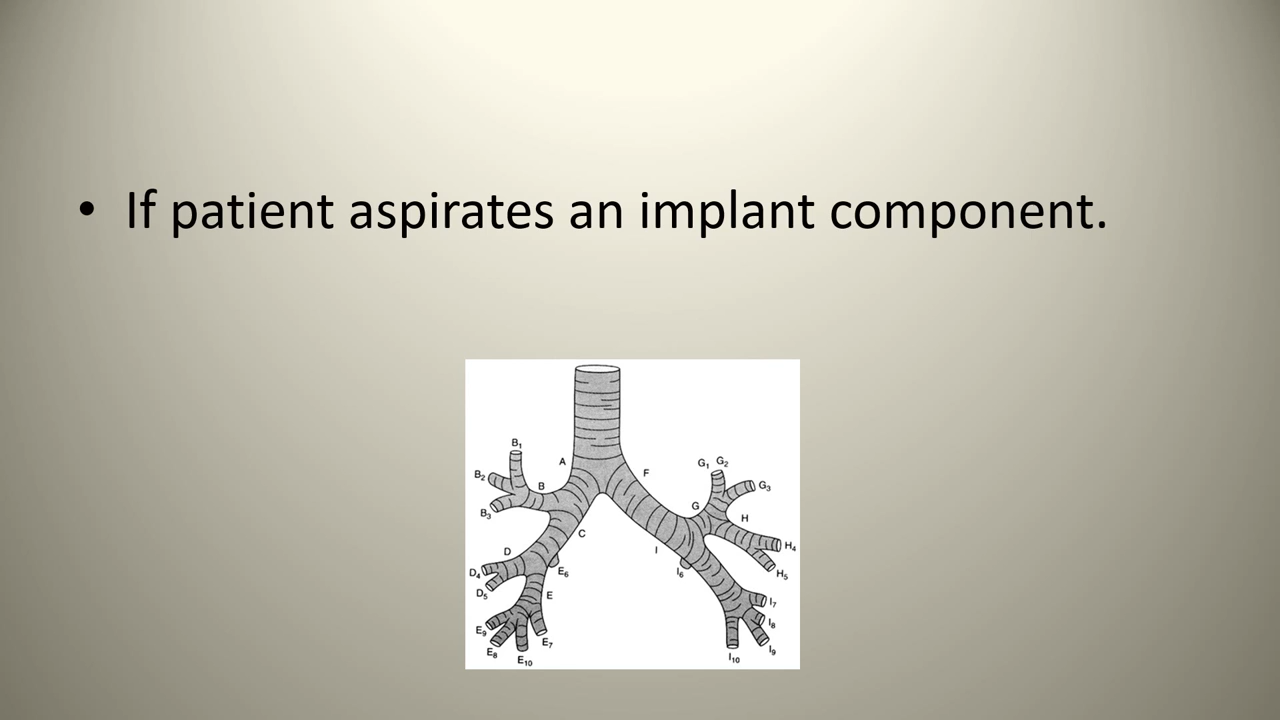 • If patient aspirates an implant component.
B1
B2
B3
A
B
C
D
D4
D5
E6
E
E9
E8
E10
E7
F
G1 G2
G3
G
H
H4
H5
I
I6
I7
I8
I9
I10